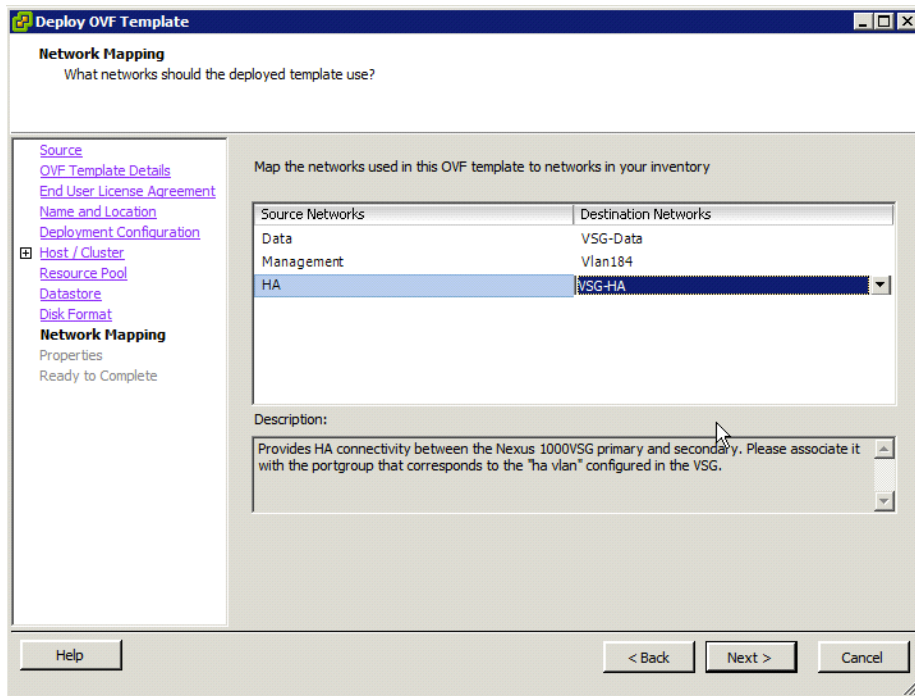 Deploy OVF Template
Network Mapping
What networks should the deployed template use?
Source
OVF Template Details
End User License Agreement
Name and Location
Deployment Configuration
Host / Cluster
Resource Pool
Datastore
Disk Format
Network Mapping
Properties
Ready to Complete
Map the networks used in this OVF template to networks in your inventory
Source Networks Destination Networks
Data VSG-Data
Management Vlan184
HA VSG-HA
Description:
Provides HA connectivity between the Nexus 1000VSG primary and secondary. Please associate it
with the portgroup that corresponds to the "ha vlan" configured in the VSG.
Help < Back Next > Cancel